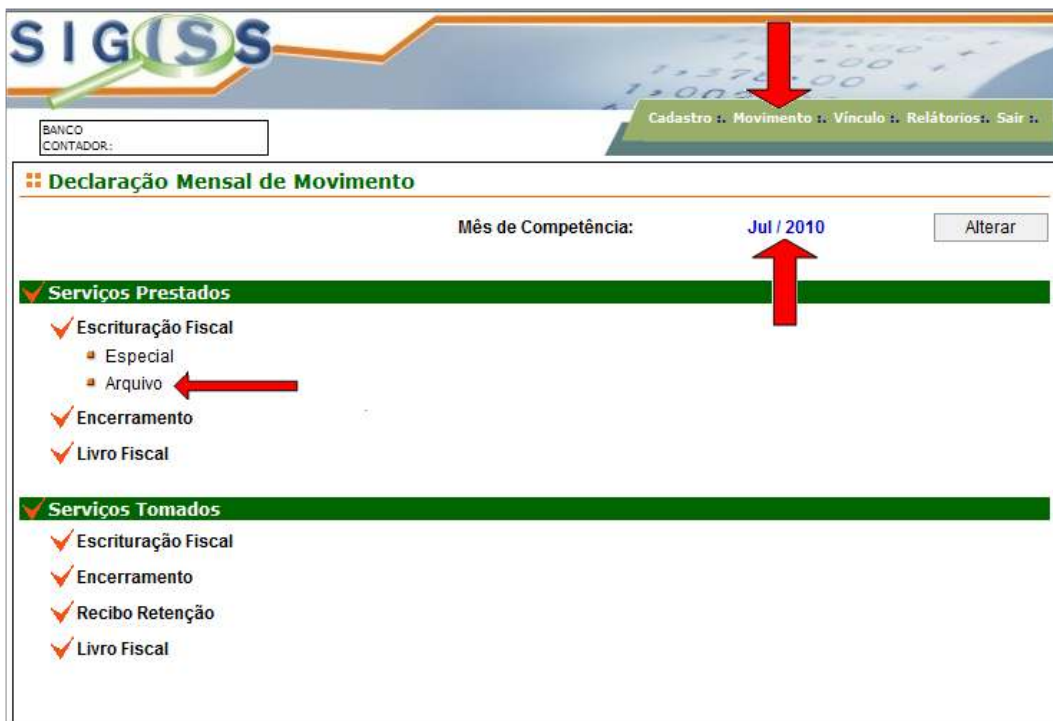 SIGISS
BANCO
CONTADOR:
Cadastro :. Movimento :. Vínculo :. Relátorios:. Sair :.
Declaração Mensal de Movimento
Mês de Competência: Jul / 2010 Alterar
Serviços Prestados
Escrituração Fiscal
Especial
Arquivo
Encerramento
Livro Fiscal
Serviços Tomados
Escrituração Fiscal
Encerramento
Recibo Retenção
Livro Fiscal